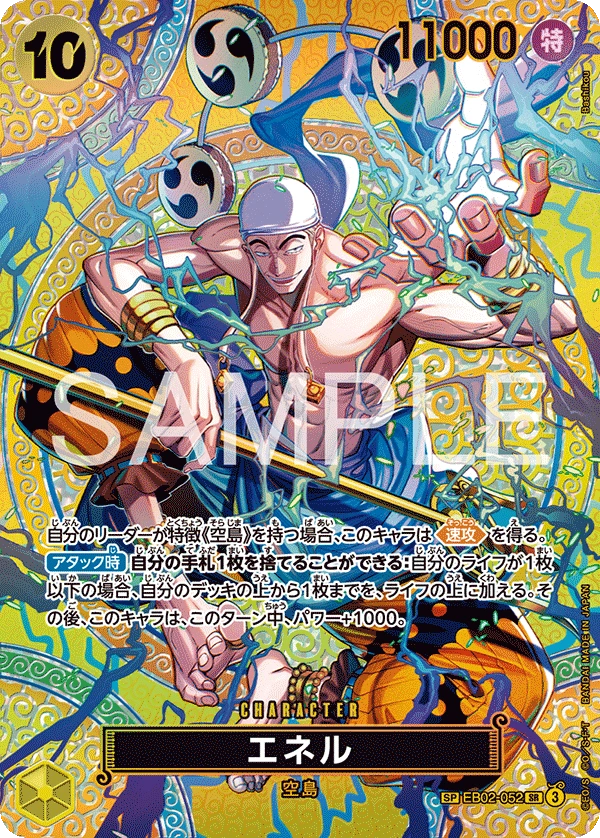 10
11000 特
Bashikou
SAMPLE
自分のリーダーが特徴《空島》を持つ場合、このキャラは 速攻 を得る。
アタック時 自分の手札1枚を捨てることができる:自分のライフが1枚
以下の場合、自分のデッキの上から1枚までを、ライフの上に加える。そ
の後、このキャラは、このターン中、パワー+1000。
CHARACTER
エネル
空島
SP EB02-052 SR 3
©E.O/S. ©O./S.・F・T BANDAI MADE IN JAPAN